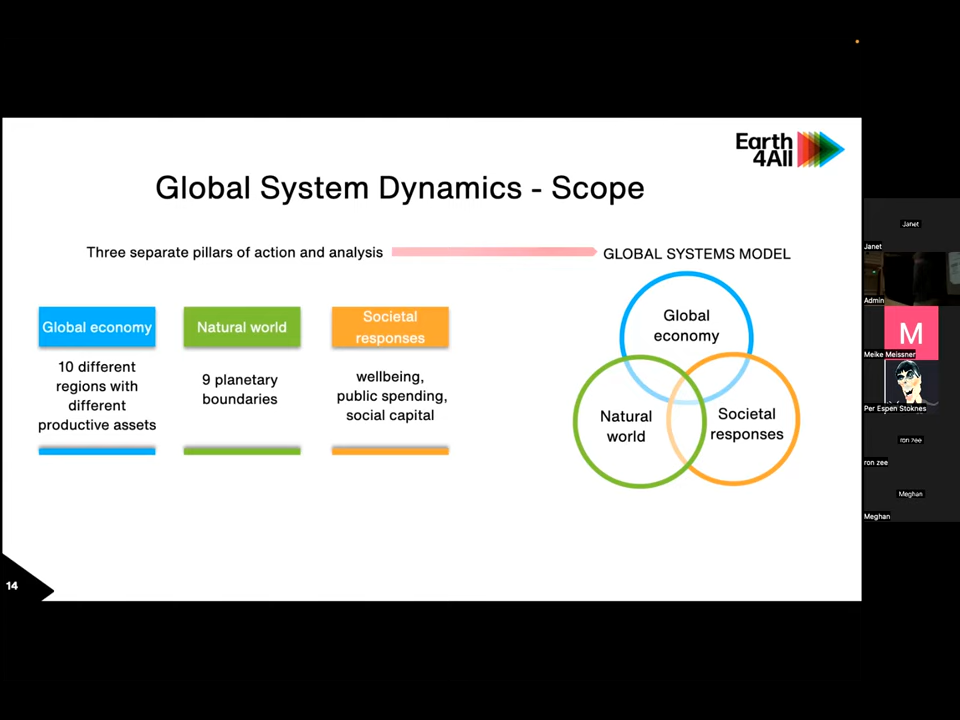 Earth
4All
Global System Dynamics - Scope
Three separate pillars of action and analysis
GLOBAL SYSTEMS MODEL
Global economy
10 different
regions with
different
productive assets
Natural world
9 planetary
boundaries
Societal
responses
wellbeing,
public spending,
social capital
Global
economy
Natural
world
Societal
responses
14
Janet
Janet
Admin
M
Meike Meissner
Per Espen Stoknes
ron zee
ron zee
Meghan
Meghan